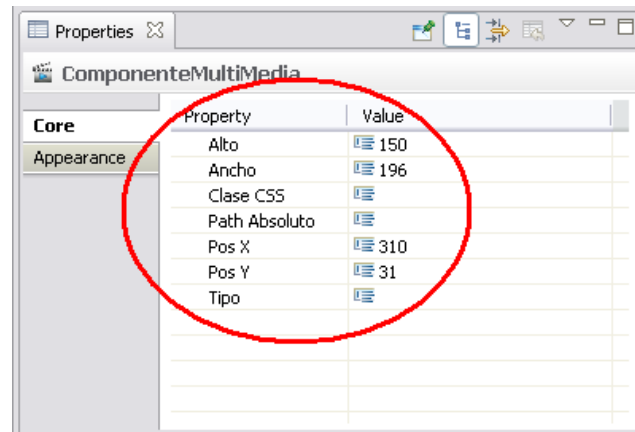 Properties
ComponenteMultiMedia
Core
Appearance
Property Value
Alto 150
Ancho 196
Clase CSS
Path Absoluto
Pos X 310
Pos Y 31
Tipo